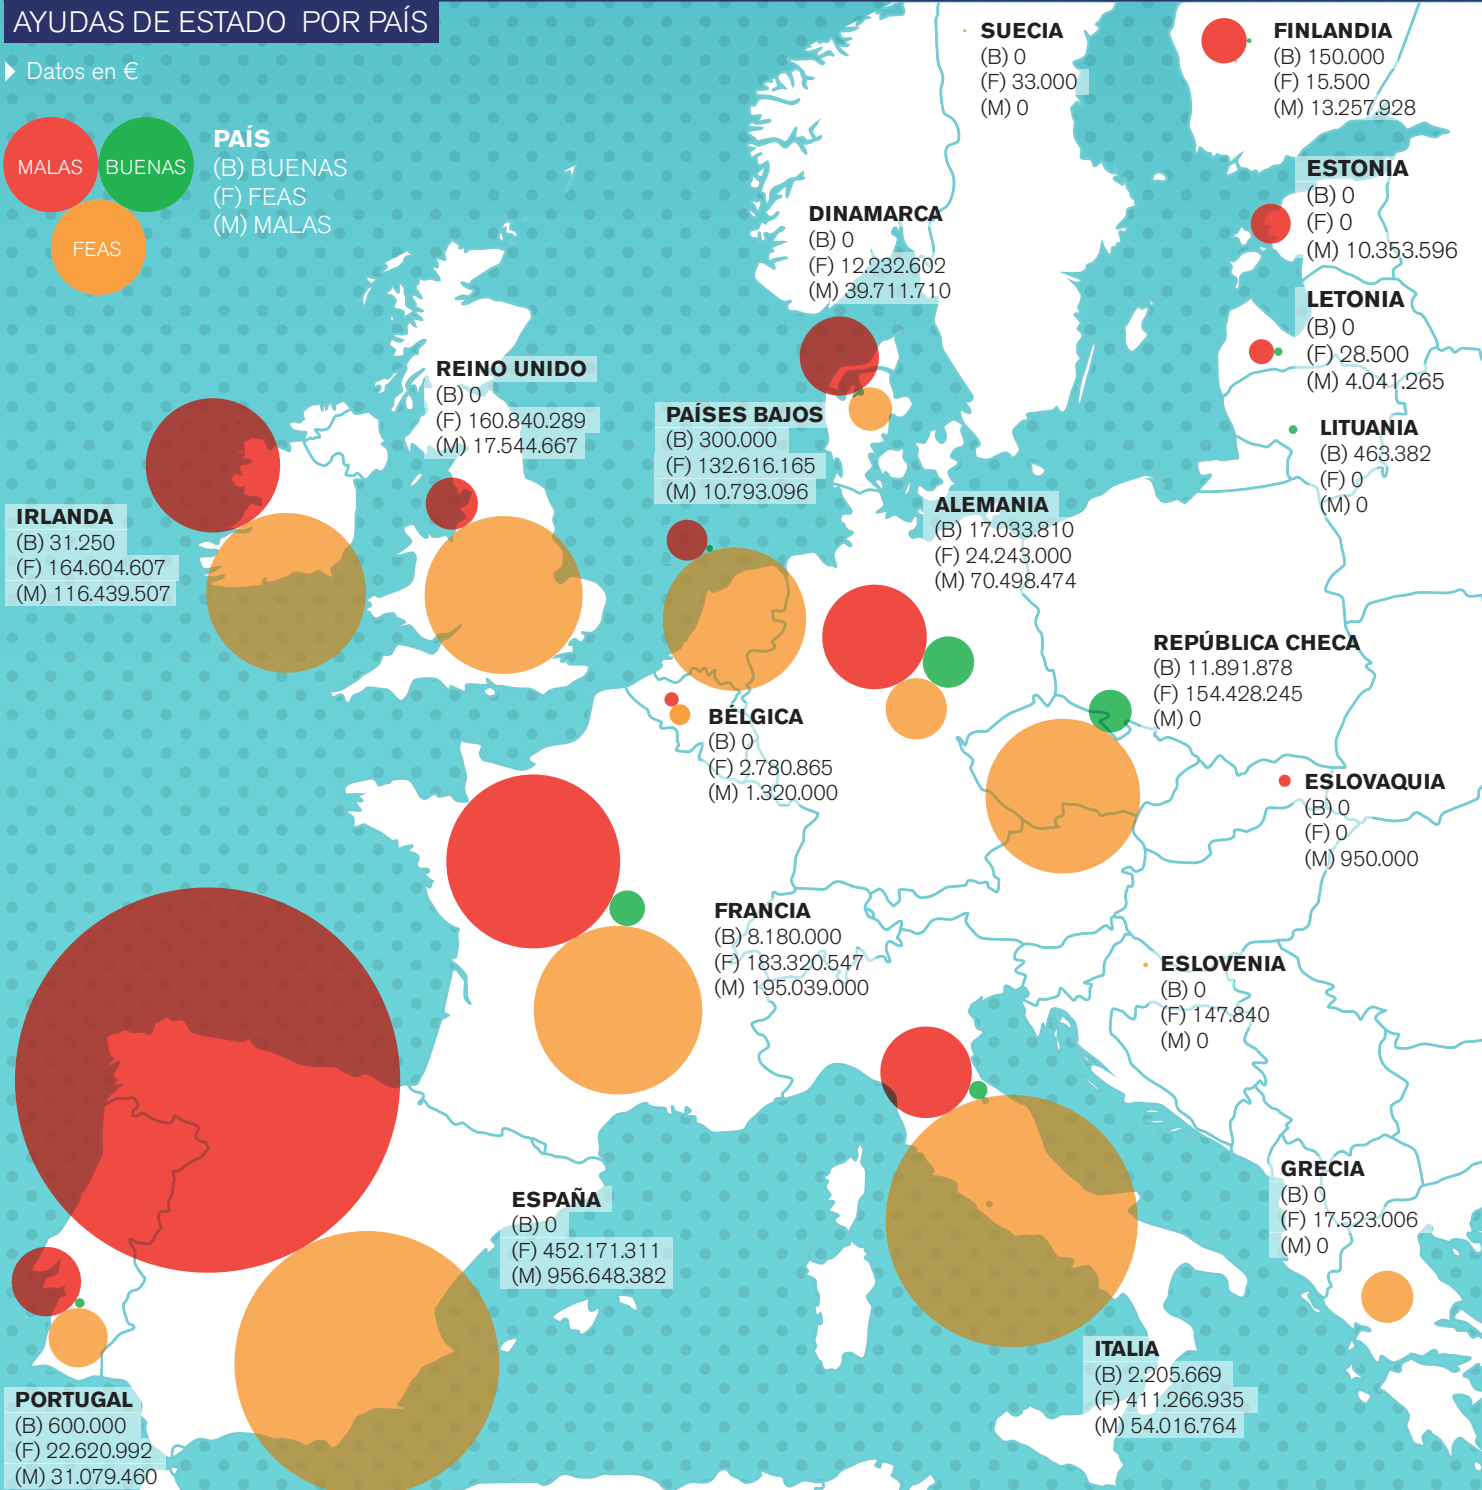 AYUDAS DE ESTADO POR PAÍS
Datos en €
MALAS
BUENAS
FEAS
PAÍS
(B) BUENAS
(F) FEAS
(M) MALAS
SUECIA
(B) 0
(F) 33.000
(M) 0
FINLANDIA
(B) 150.000
(F) 15.500
(M) 13.257.928
ESTONIA
(B) 0
(F) 0
(M) 10.353.596
DINAMARCA
(B) 0
(F) 12.232.602
(M) 39.711.710
LETONIA
(B) 0
(F) 28.500
(M) 4.041.265
REINO UNIDO
(B) 0
(F) 160.840.289
(M) 17.544.667
PAÍSES BAJOS
(B) 300.000
(F) 132.616.165
(M) 10.793.096
LITUANIA
(B) 463.382
(F) 0
(M) 0
IRLANDA
(B) 31.250
(F) 164.604.607
(M) 116.439.507
ALEMANIA
(B) 17.033.810
(F) 24.243.000
(M) 70.498.474
REPÚBLICA CHECA
(B) 11.891.878
(F) 154.428.245
(M) 0
BÉLGICA
(B) 0
(F) 2.780.865
(M) 1.320.000
ESLOVAQUIA
(B) 0
(F) 0
(M) 950.000
FRANCIA
(B) 8.180.000
(F) 183.320.547
(M) 195.039.000
ESLOVENIA
(B) 0
(F) 147.840
(M) 0
ESPAÑA
(B) 0
(F) 452.171.311
(M) 956.648.382
GRECIA
(B) 0
(F) 17.523.006
(M) 0
ITALIA
(B) 2.205.669
(F) 411.266.935
(M) 54.016.764
PORTUGAL
(B) 600.000
(F) 22.620.992
(M) 31.079.460